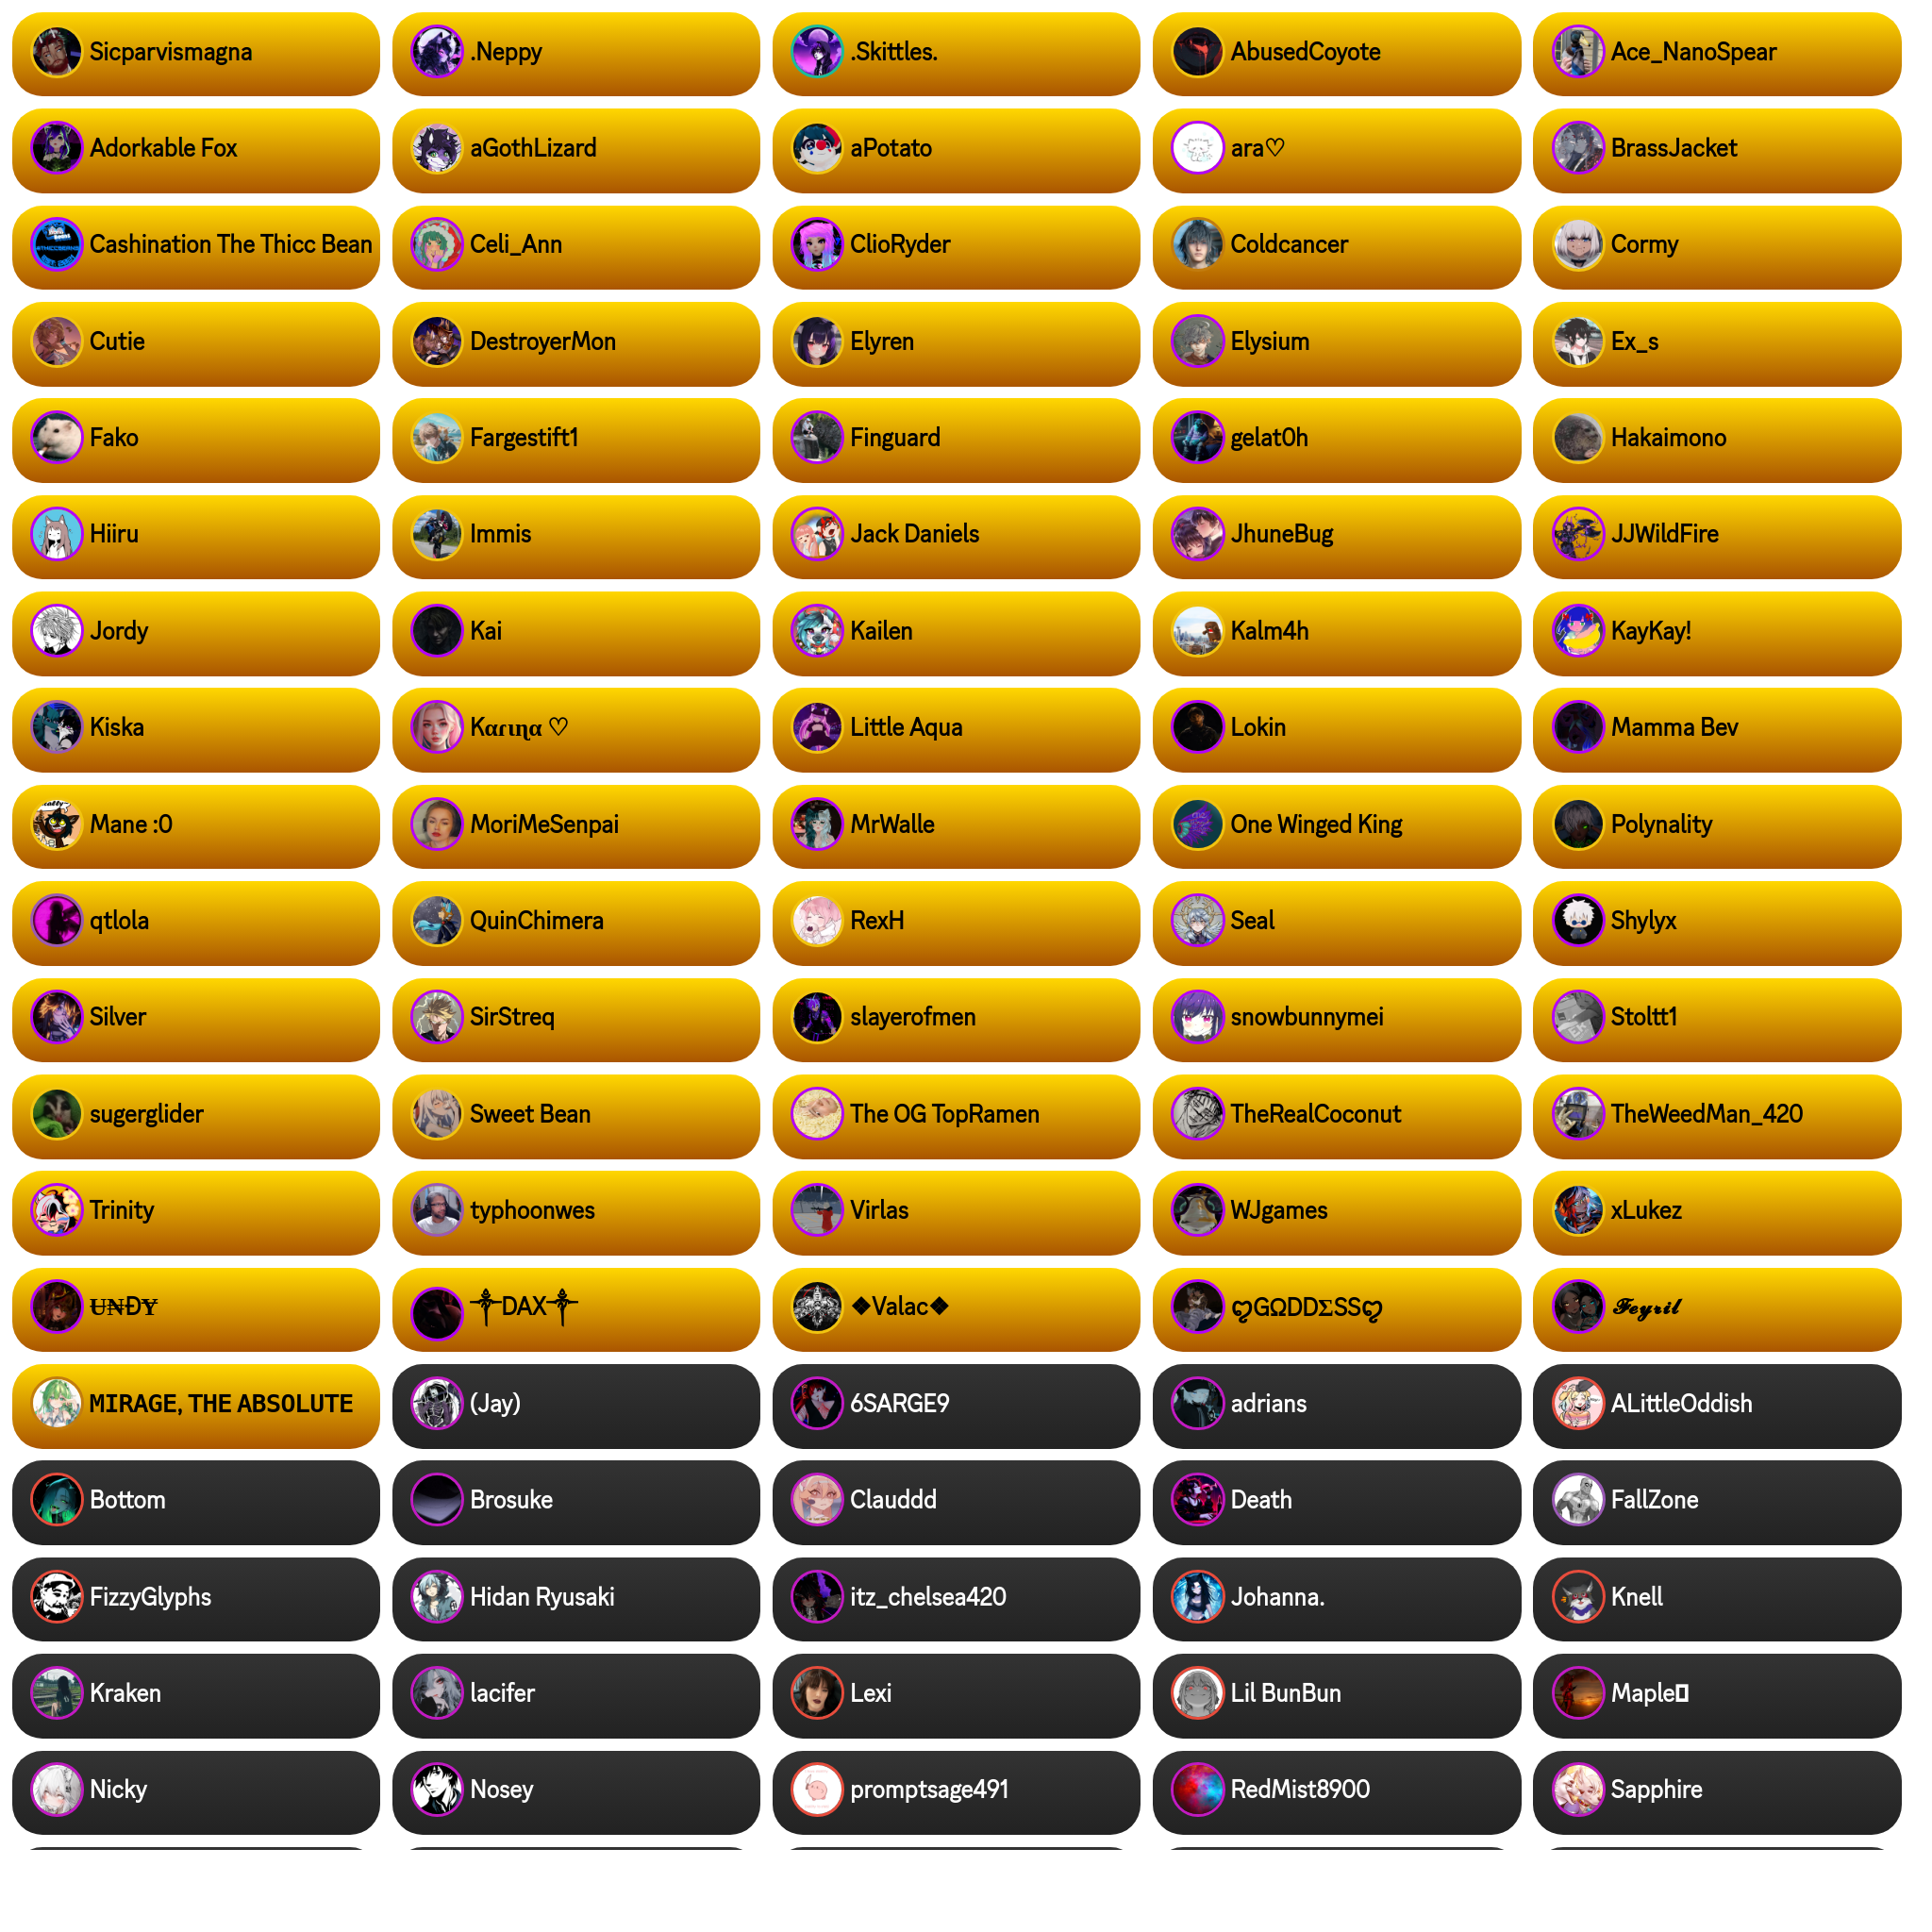 Sicparvismagna
.Neppy
.Skittles.
AbusedCoyote
Ace_NanoSpear
Adorkable Fox
aGothLizard
aPotato
ara♡
BrassJacket
Cashination The Thicc Bean
Celi_Ann
ClioRyder
Coldcancer
Cormy
Cutie
DestroyerMon
Elyren
Elysium
Ex_s
Fako
Fargestift1
Finguard
gelat0h
Hakaimono
Hiiru
Immis
Jack Daniels
JhuneBug
JJWildFire
Jordy
Kai
Kailen
Kalm4h
KayKay!
Kiska
Kαɾιɳα ♡
Little Aqua
Lokin
Mamma Bev
Mane :0
MoriMeSenpai
MrWalle
One Winged King
Polynality
qtlola
QuinChimera
RexH
Seal
Shylyx
Silver
SirStreq
slayerofmen
snowbunnymei
Stoltt1
sugerglider
Sweet Bean
The OG TopRamen
TheRealCoconut
TheWeedMan_420
Trinity
typhoonwes
Virlas
WJgames
xLukez
U̶₦ĐɎ
༒DAX༒
❖Valac❖
ღGΩDDΣSSღ
𝓕𝓮𝔂𝓻𝓲𝓵
MIRAGE, THE ABSOLUTE
(Jay)
6SARGE9
adrians
ALittleOddish
Bottom
Brosuke
Clauddd
Death
FallZone
FizzyGlyphs
Hidan Ryusaki
itz_chelsea420
Johanna.
Knell
Kraken
lacifer
Lexi
Lil BunBun
Maple
Nicky
Nosey
promptsage491
RedMist8900
Sapphire